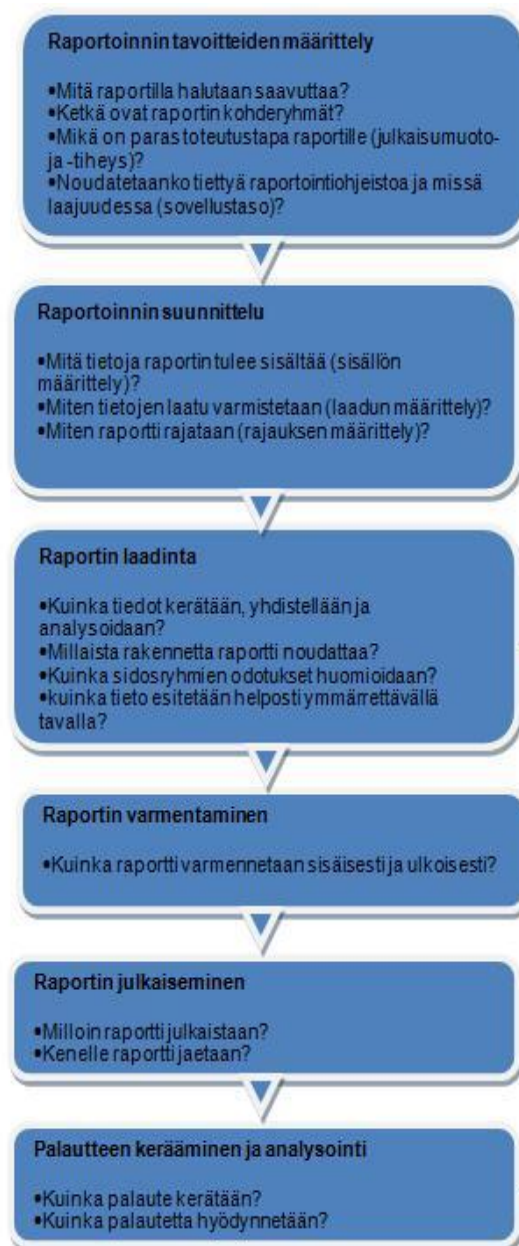 Raportoinnin tavoitteiden määrittely
•Mitä raportilla halutaan saavuttaa?
•Ketkä ovat raportin kohderyhmät?
•Mikä on paras toteutustapa raportille (julkaisumuoto-
ja -tiheys)?
•Noudatetaanko tiettyä raportointiohjeistoa ja missä
laajuudessa (sovellustaso)?
Raportoinnin suunnittelu
•Mitä tietoja raportin tulee sisältää (sisällön
määrittely)?
•Miten tietojen laatu varmistetaan (laadun määrittely)?
•Miten raportti rajataan (rajauksen määrittely)?
Raportin laadinta
•Kuinka tiedot kerätään, yhdistellään ja
analysoidaan?
•Millaista rakennetta raportti noudattaa?
•Kuinka sidosryhmien odotukset huomioidaan?
•kuinka tieto esitetään helposti ymmärrettävällä
tavalla?
Raportin varmentaminen
•Kuinka raportti varmennetaan sisäisesti ja ulkoisesti?
Raportin julkaiseminen
•Milloin raportti julkaistaan?
•Kenelle raportti jaetaan?
Palautteen kerääminen ja analysointi
•Kuinka palaute kerätään?
•Kuinka palautetta hyödynnetään?